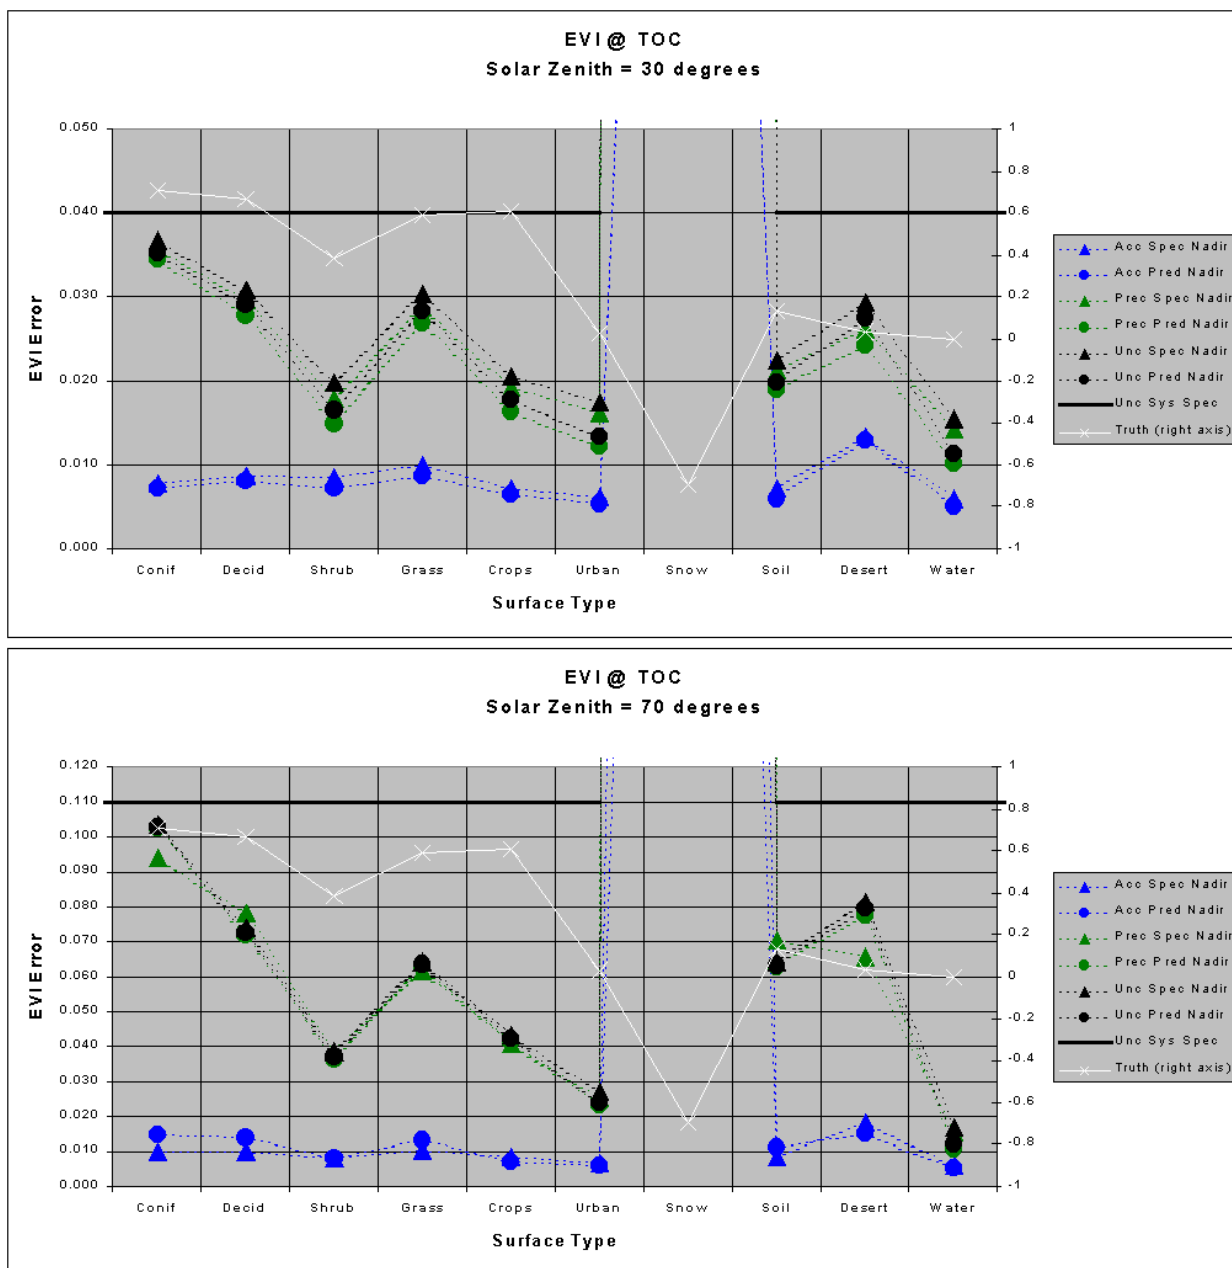 EVI @ TOC
Solar Zenith = 30 degrees
0.050
0.040
0.030
0.020
0.010
0.000
EVI Error
1
0.8
0.6
0.4
0.2
0
-0.2
-0.4
-0.6
-0.8
-1
Conif Decid Shrub Grass Crops Urban Snow Soil Desert Water
Surface Type
Acc Spec Nadir
Acc Pred Nadir
Prec Spec Nadir
Prec Pred Nadir
Unc Spec Nadir
Unc Pred Nadir
Unc Sys Spec
Truth (right axis)
EVI @ TOC
Solar Zenith = 70 degrees
0.120
0.110
0.100
0.090
0.080
0.070
0.060
0.050
0.040
0.030
0.020
0.010
0.000
EVI Error
1
0.8
0.6
0.4
0.2
0
-0.2
-0.4
-0.6
-0.8
-1
Conif Decid Shrub Grass Crops Urban Snow Soil Desert Water
Surface Type
Acc Spec Nadir
Acc Pred Nadir
Prec Spec Nadir
Prec Pred Nadir
Unc Spec Nadir
Unc Pred Nadir
Unc Sys Spec
Truth (right axis)